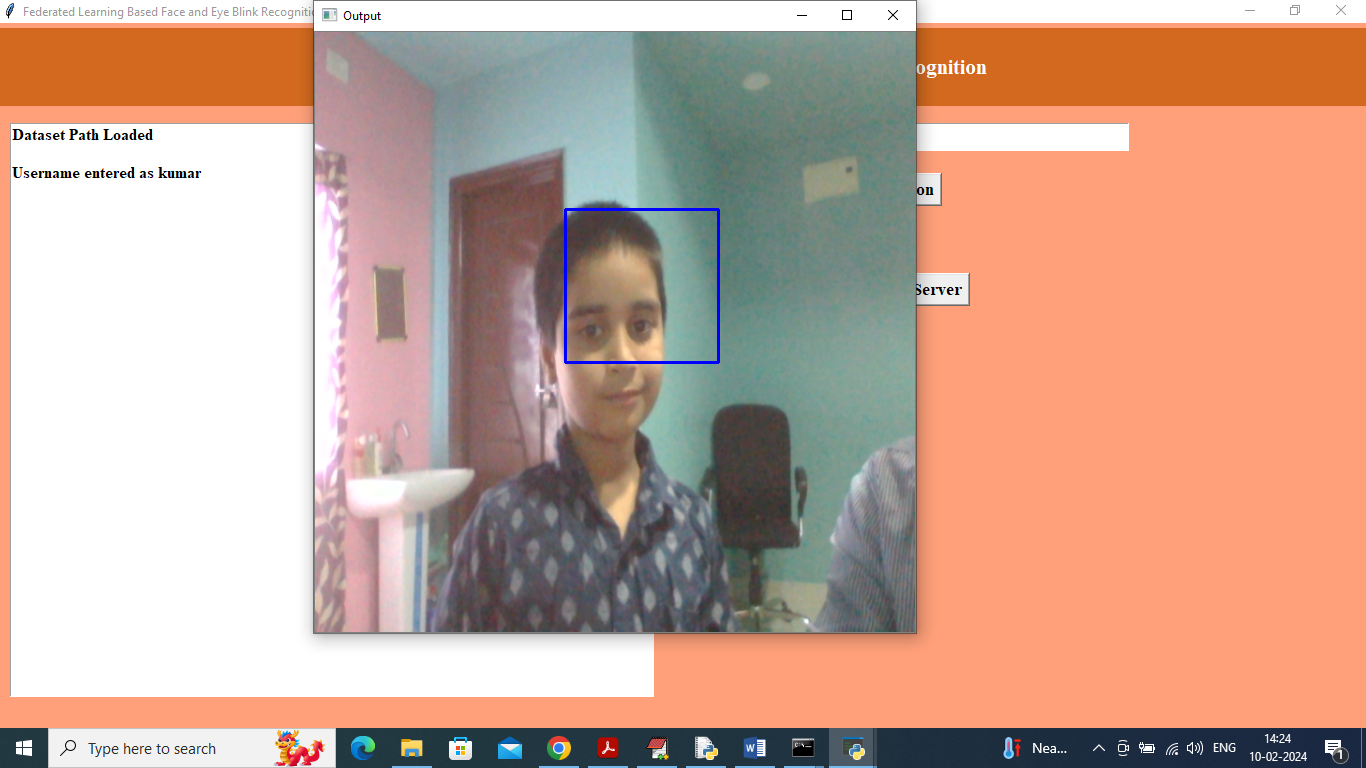 Federated Learning Based Face and Eye Blink Recogniti
Output
ognition
Dataset Path Loaded
Username entered as kumar
on
Server
Type here to search
Nea...
ENG
14:24
10-02-2024
1